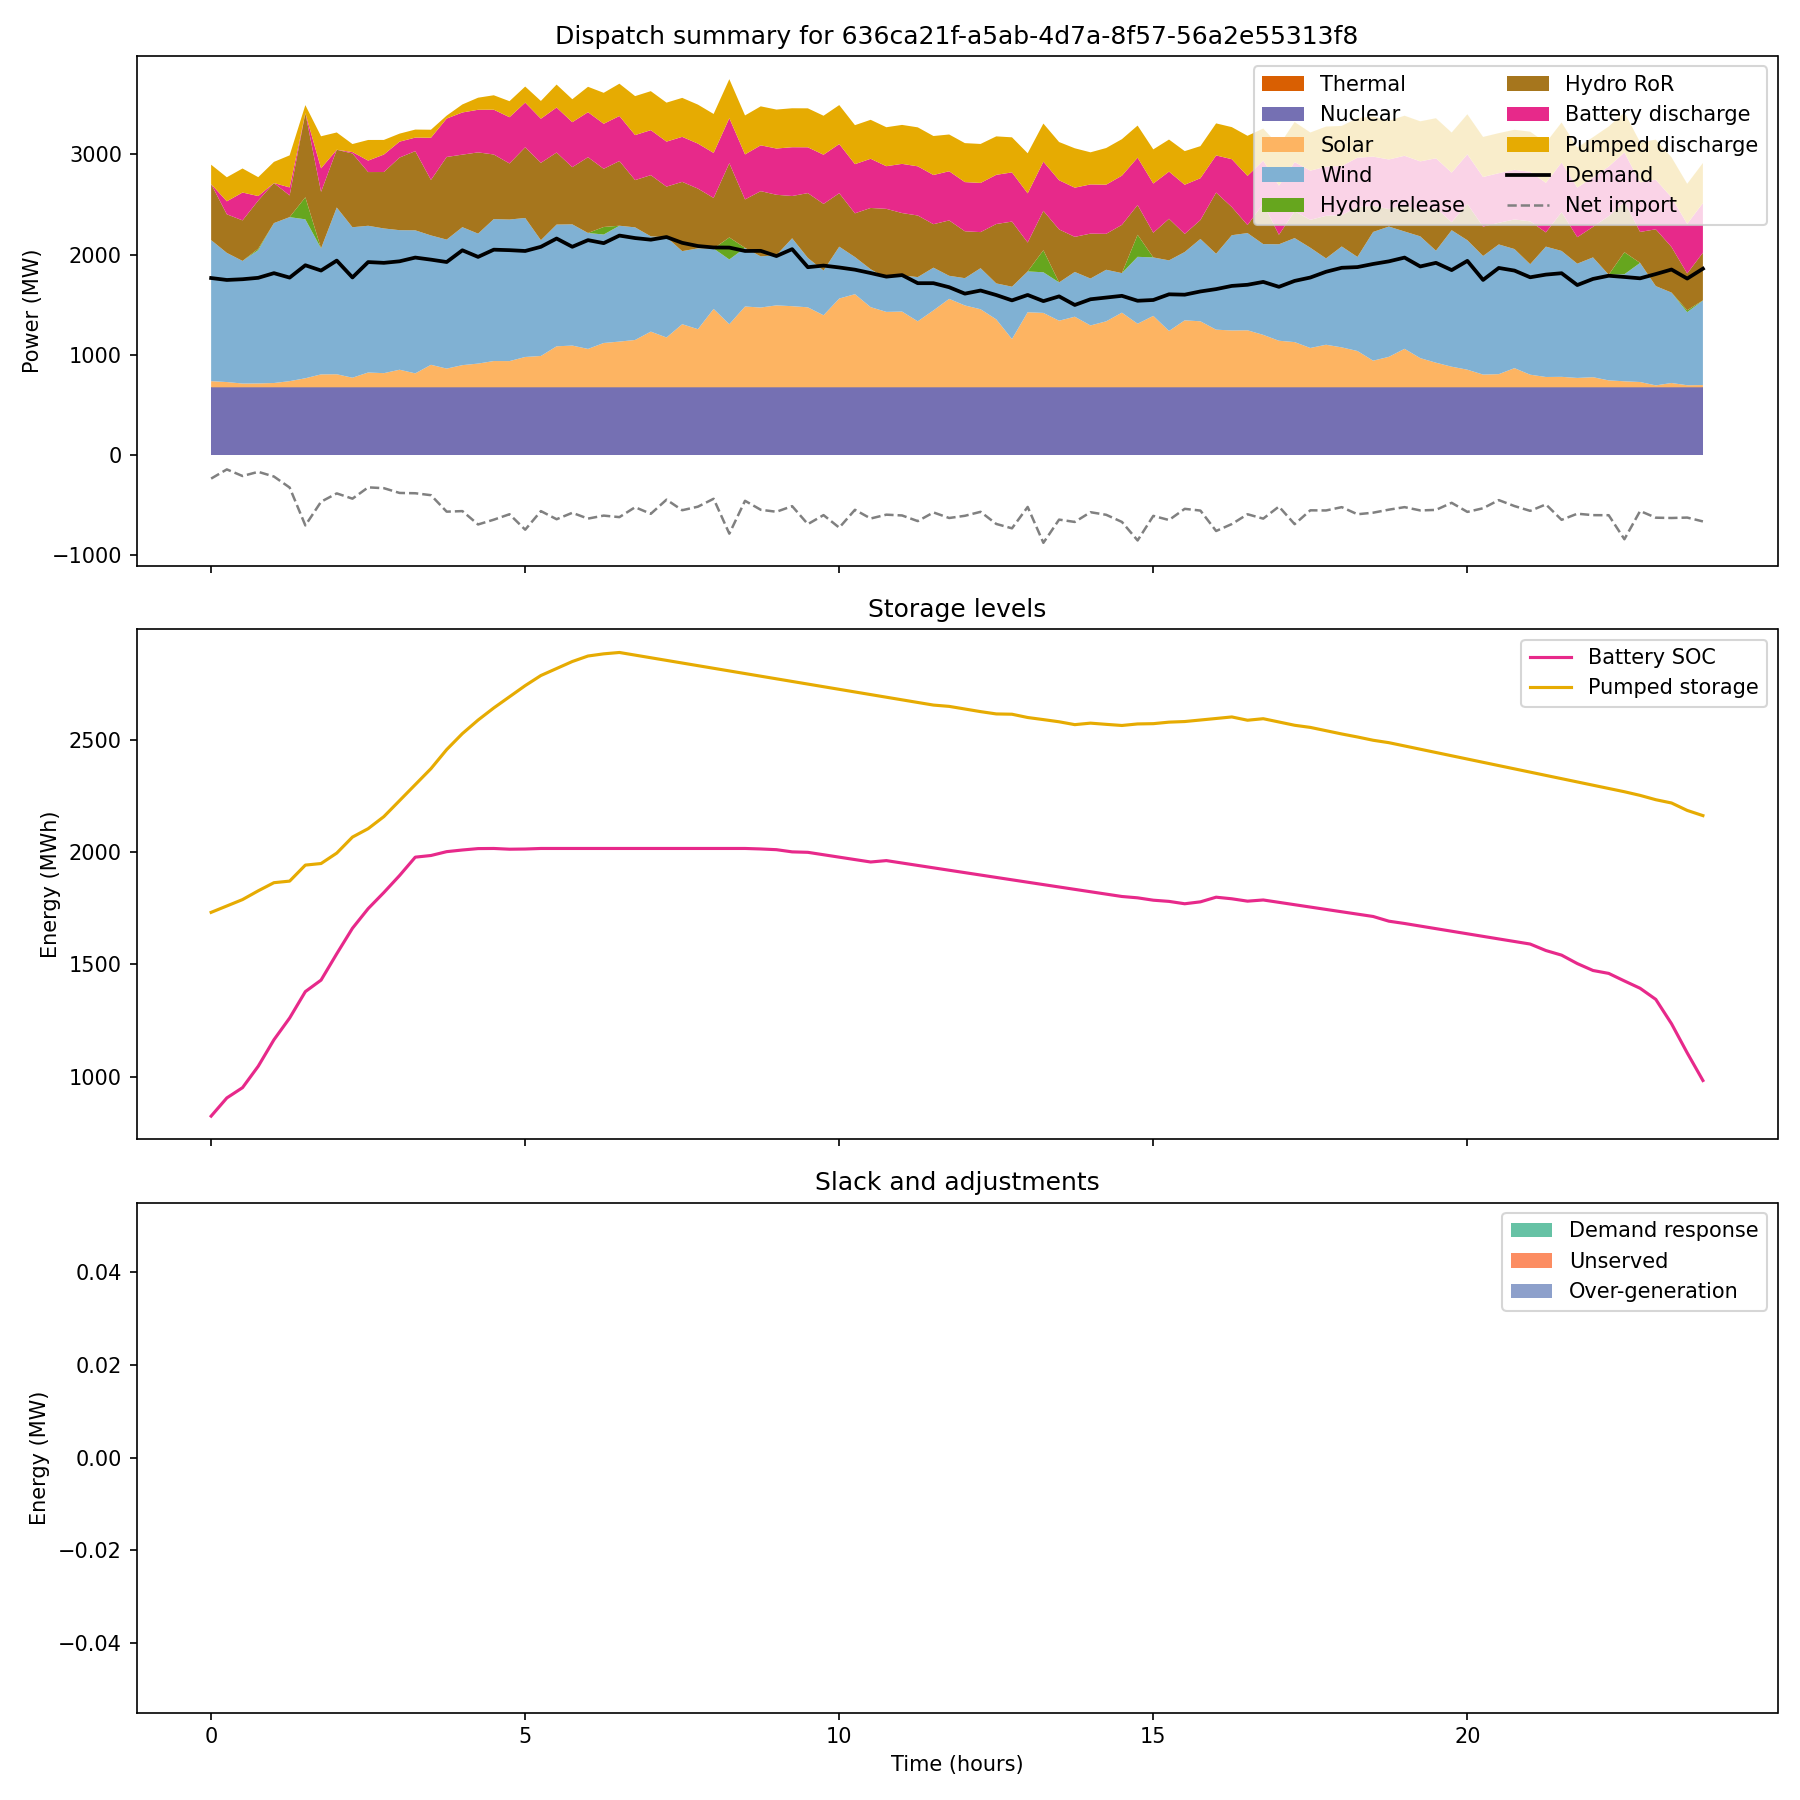 Dispatch summary for 636ca21f-a5ab-4d7a-8f57-56a2e55313f8
Power (MW)
3000
2000
1000
0
−1000
Thermal
Nuclear
Solar
Wind
Hydro release
Hydro RoR
Battery discharge
Pumped discharge
Demand
Net import
Storage levels
Energy (MWh)
2500
2000
1500
1000
Battery SOC
Pumped storage
Slack and adjustments
Energy (MW)
0.04
0.02
0.00
−0.02
−0.04
Demand response
Unserved
Over-generation
0
5
10
15
20
Time (hours)